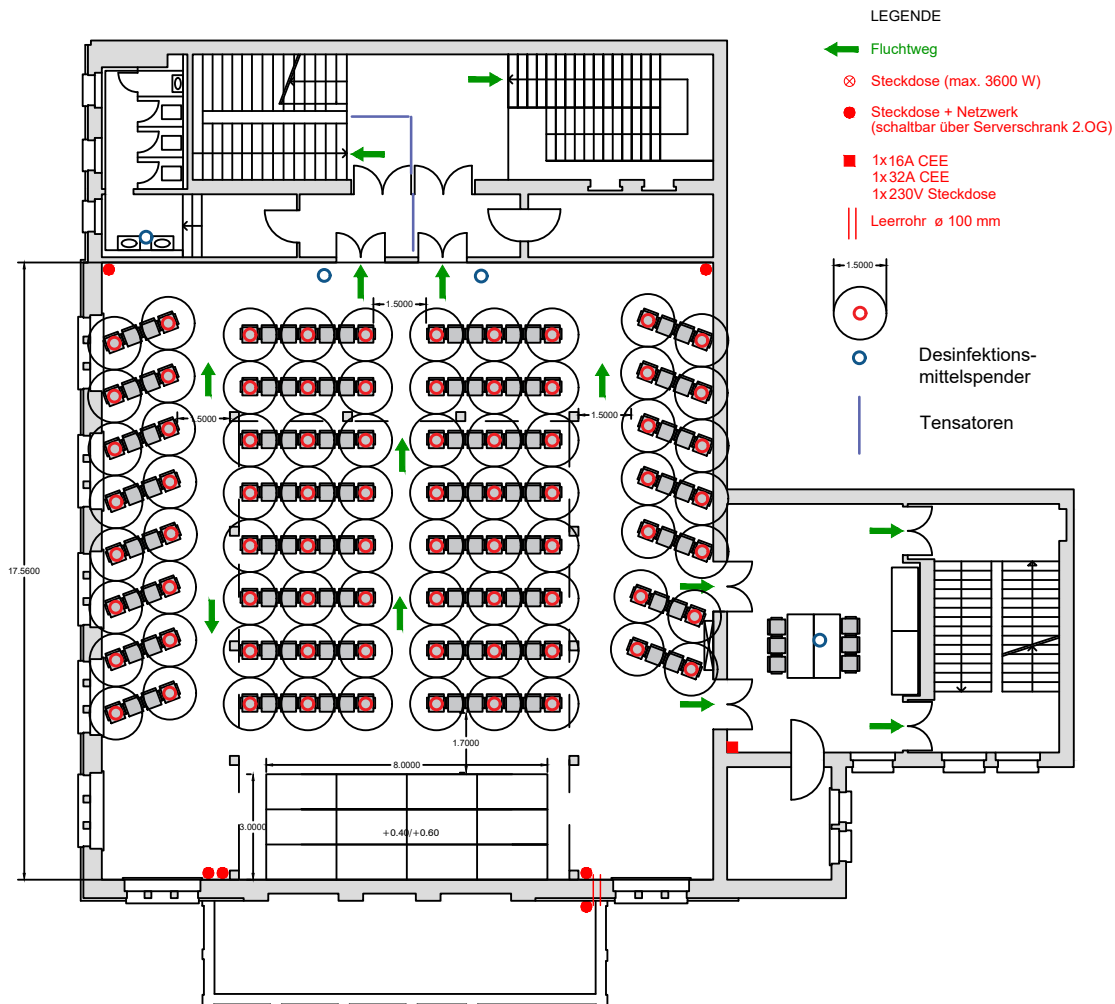 LEGENDE
Fluchtweg
Steckdose (max. 3600 W)
Steckdose + Netzwerk
(schaltbar über Serverschrank 2.OG)
1x16A CEE
1x32A CEE
1x230V Steckdose
Leerrohr ø 100 mm
1.5000
Desinfektions-
mittelspender
Tensatoren
1.5000
.5000
1.5000
17.5600
1.7000
8.0000
3.0000
+0.40/+0.60